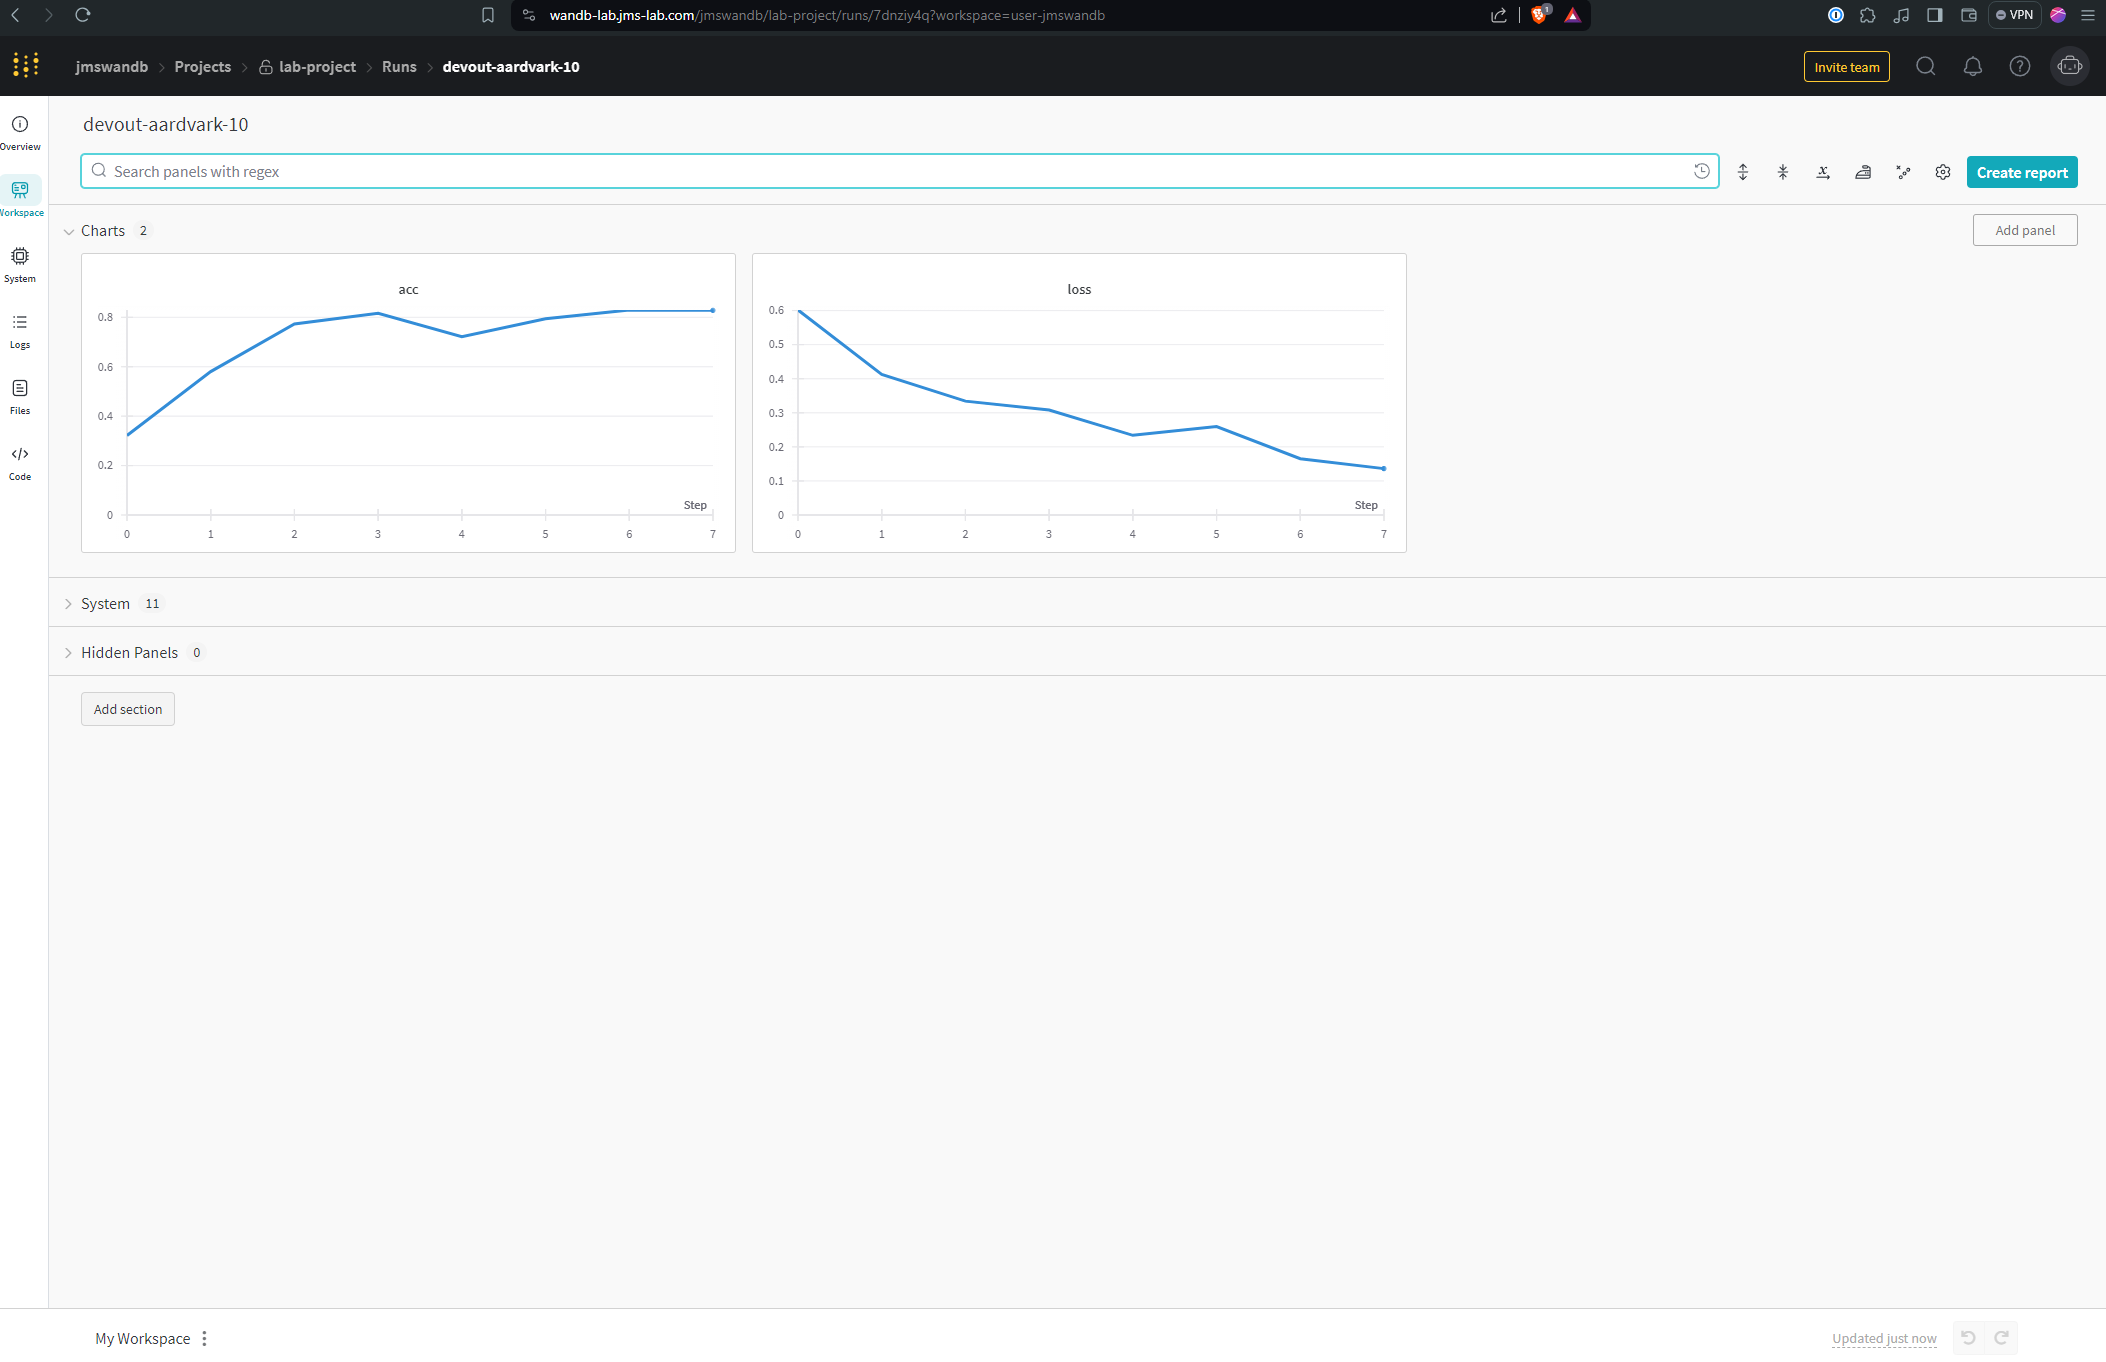 wandb-lab.jms-lab.com/jmswandb/lab-project/runs/7dnziy4q?workspace=user-jmswandb
1
VPN
jmswandb > Projects > lab-project > Runs > devout-aardvark-10
Invite team
devout-aardvark-10
Search panels with regex
Create report
Overview
Workspace
System
Logs
Files
Code
Charts 2
Add panel
acc
0.8
0.6
0.4
0.2
0
Step
0 1 2 3 4 5 6 7
loss
0.6
0.5
0.4
0.3
0.2
0.1
0
Step
0 1 2 3 4 5 6 7
System 11
Hidden Panels 0
Add section
My Workspace
Updated just now